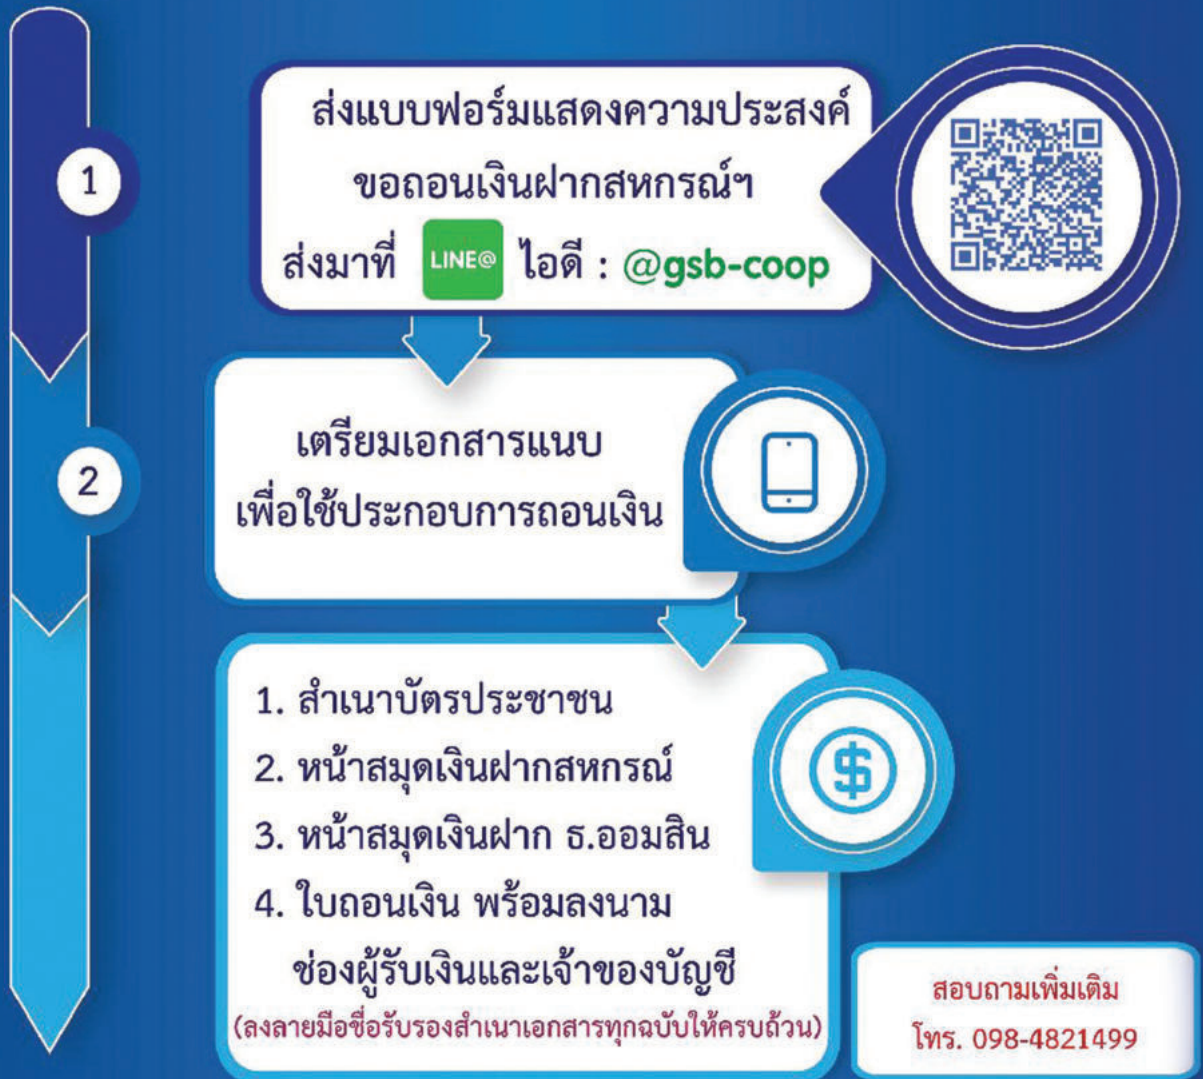 1
ส่งแบบฟอร์มแสดงความประสงค์
ขอถอนเงินฝากสหกรณ์ฯ
ส่งมาที่ LINE@ ไอดี : @gsb-coop
2
เตรียมเอกสารแนบ
เพื่อใช้ประกอบการถอนเงิน
1. สำเนาบัตรประชาชน
2. หน้าสมุดเงินฝากสหกรณ์
3. หน้าสมุดเงินฝาก ธ.ออมสิน
4. ใบถอนเงิน พร้อมลงนาม
ช่องผู้รับเงินและเจ้าของบัญชี
(ลงลายมือชื่อรับรองสำเนาเอกสารทุกฉบับให้ครบถ้วน)
สอบถามเพิ่มเติม
โทร. 098-4821499